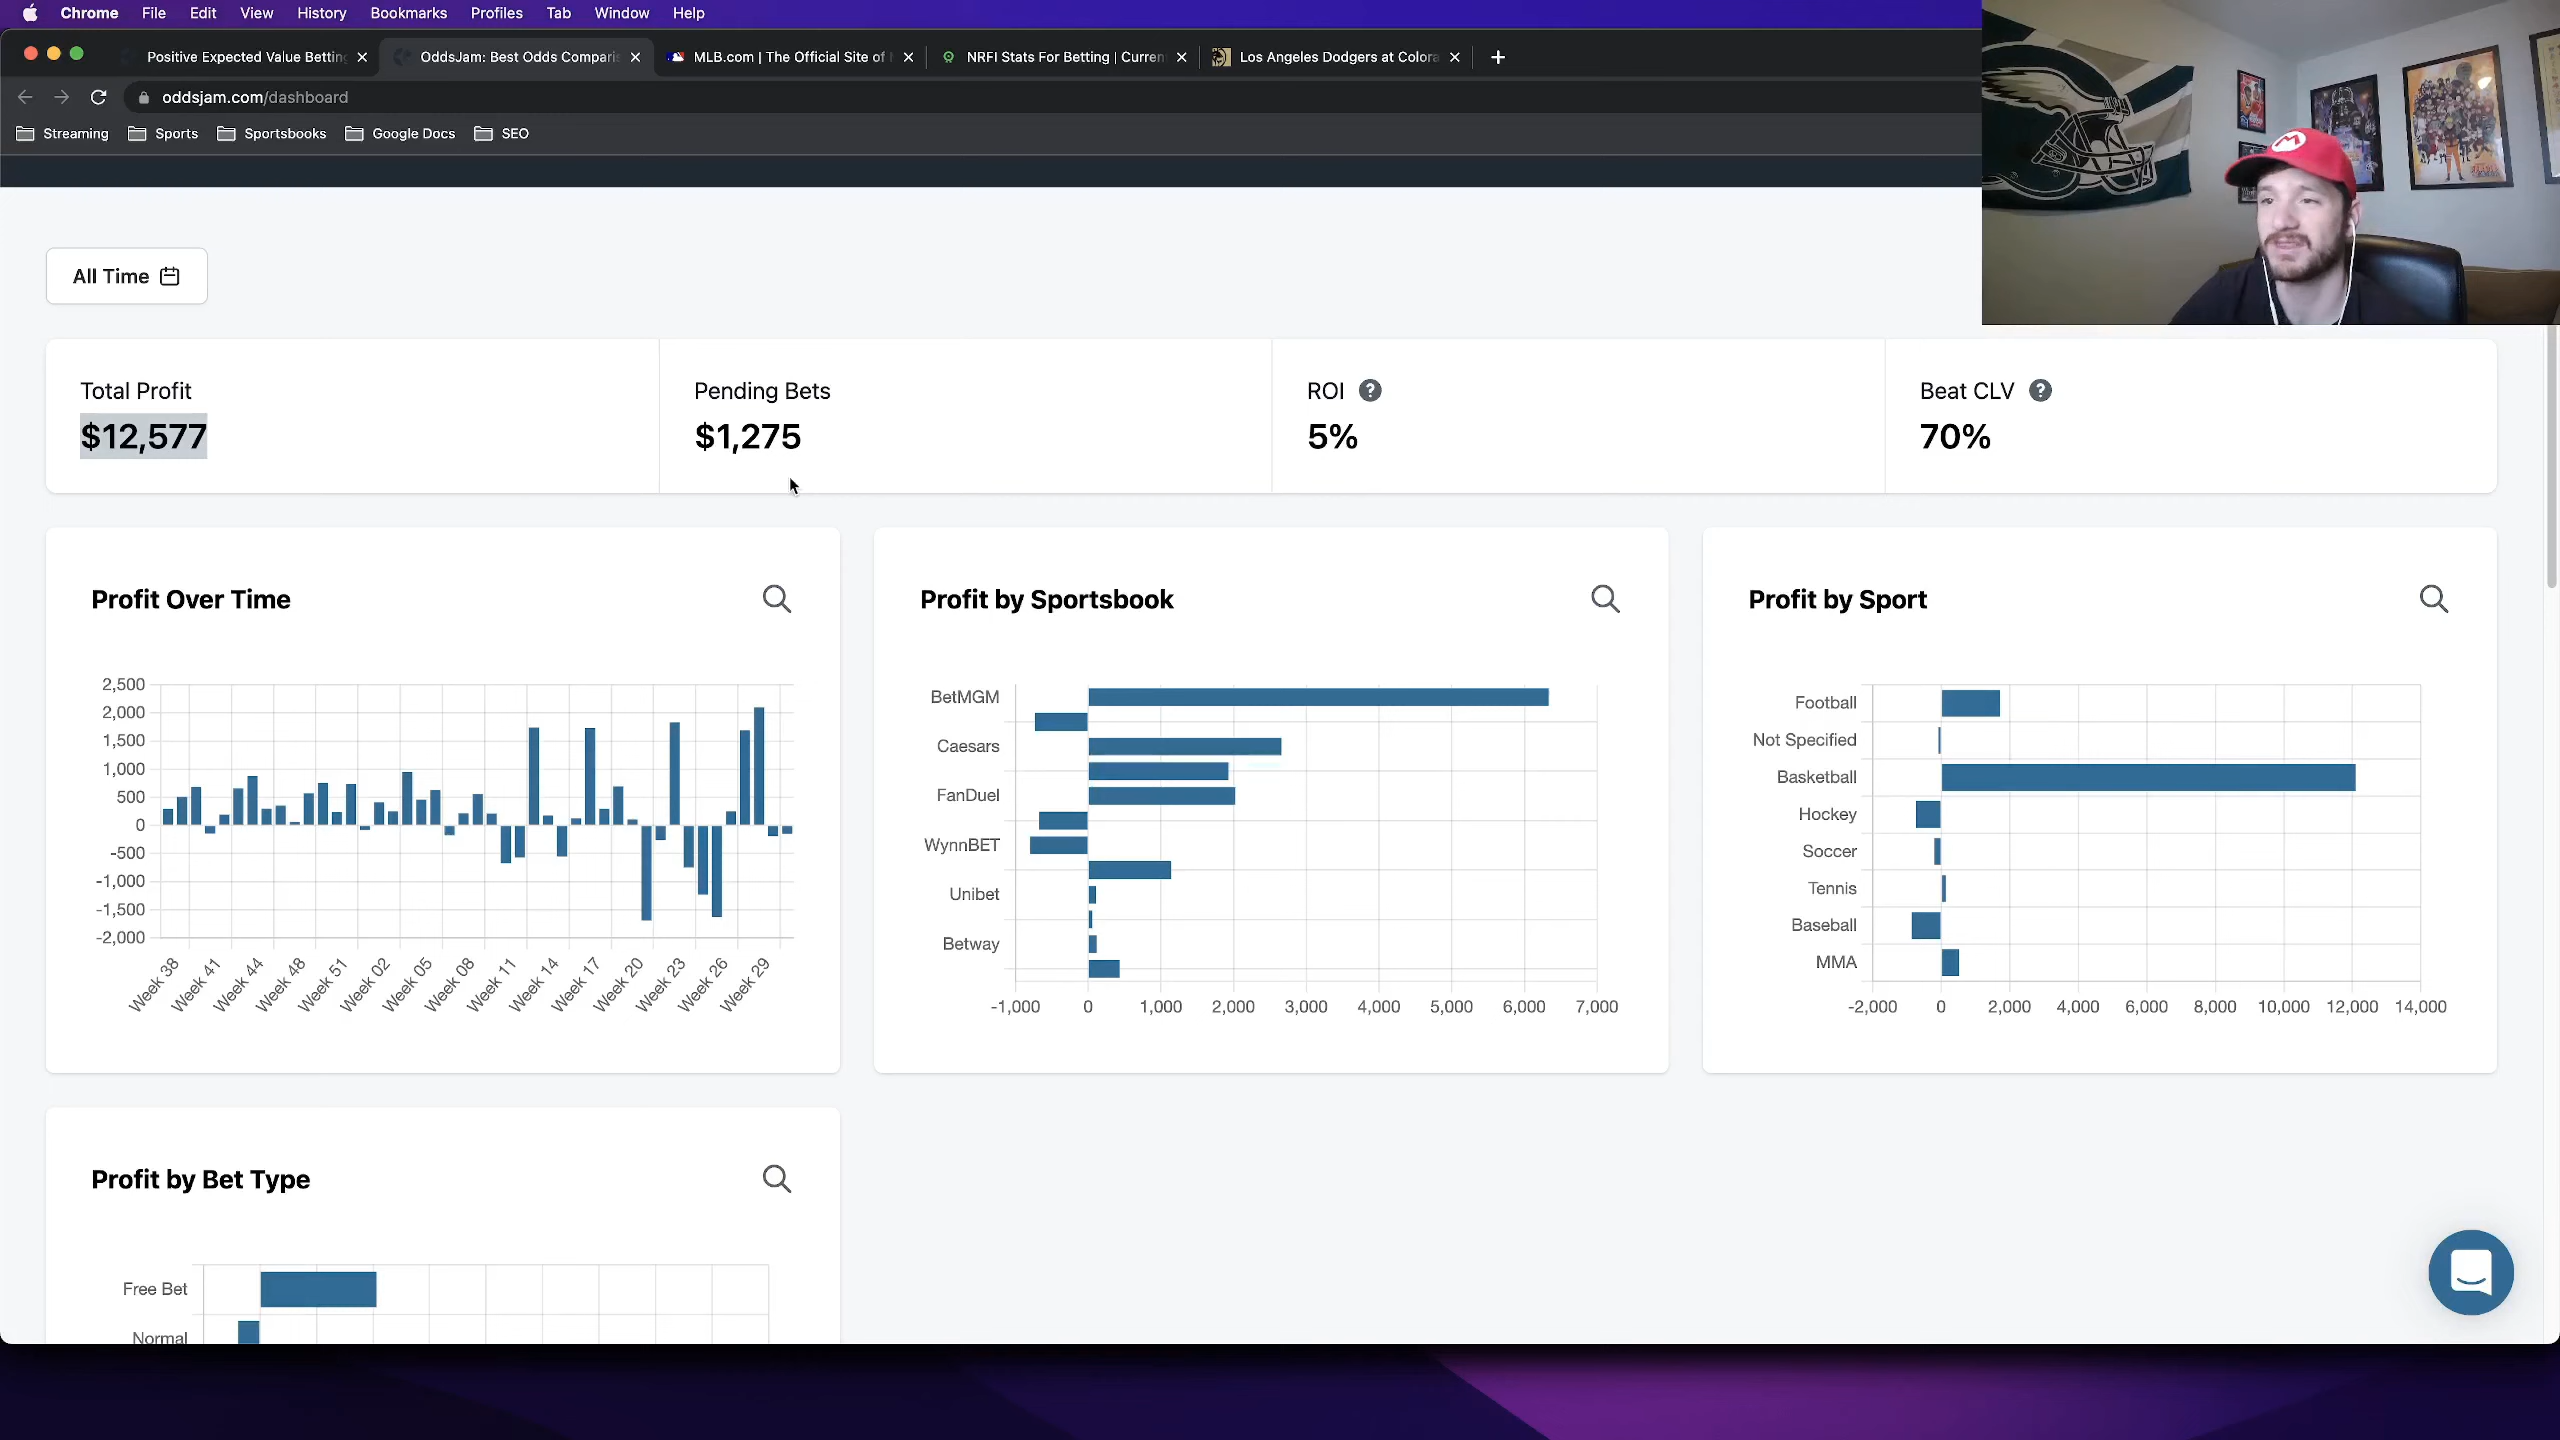 Chrome File Edit View History Bookmarks Profiles Tab Window Help
Positive Expected Value Betting
OddsJam: Best Odds Comparis
MLB.com | The Official Site of
NRFI Stats For Betting | Curren
Los Angeles Dodgers at Colora
oddsjam.com/dashboard
Streaming Sports Sportsbooks Google Docs SEO
All Time
Total Profit
$12,577
Pending Bets
$1,275
ROI ?
5%
Beat CLV ?
70%
Profit Over Time
2,500
2,000
1,500
1,000
500
0
-500
-1,000
-1,500
-2,000
Week 38 Week 41 Week 44 Week 48 Week 51 Week 02 Week 05 Week 08 Week 11 Week 14 Week 17 Week 20 Week 23 Week 26 Week 29
Profit by Sportsbook
BetMGM
Caesars
FanDuel
WynnBET
Unibet
Betway
-1,000 0 1,000 2,000 3,000 4,000 5,000 6,000 7,000
Profit by Sport
Football
Not Specified
Basketball
Hockey
Soccer
Tennis
Baseball
MMA
-2,000 0 2,000 4,000 6,000 8,000 10,000 12,000 14,000
Profit by Bet Type
Free Bet
Normal